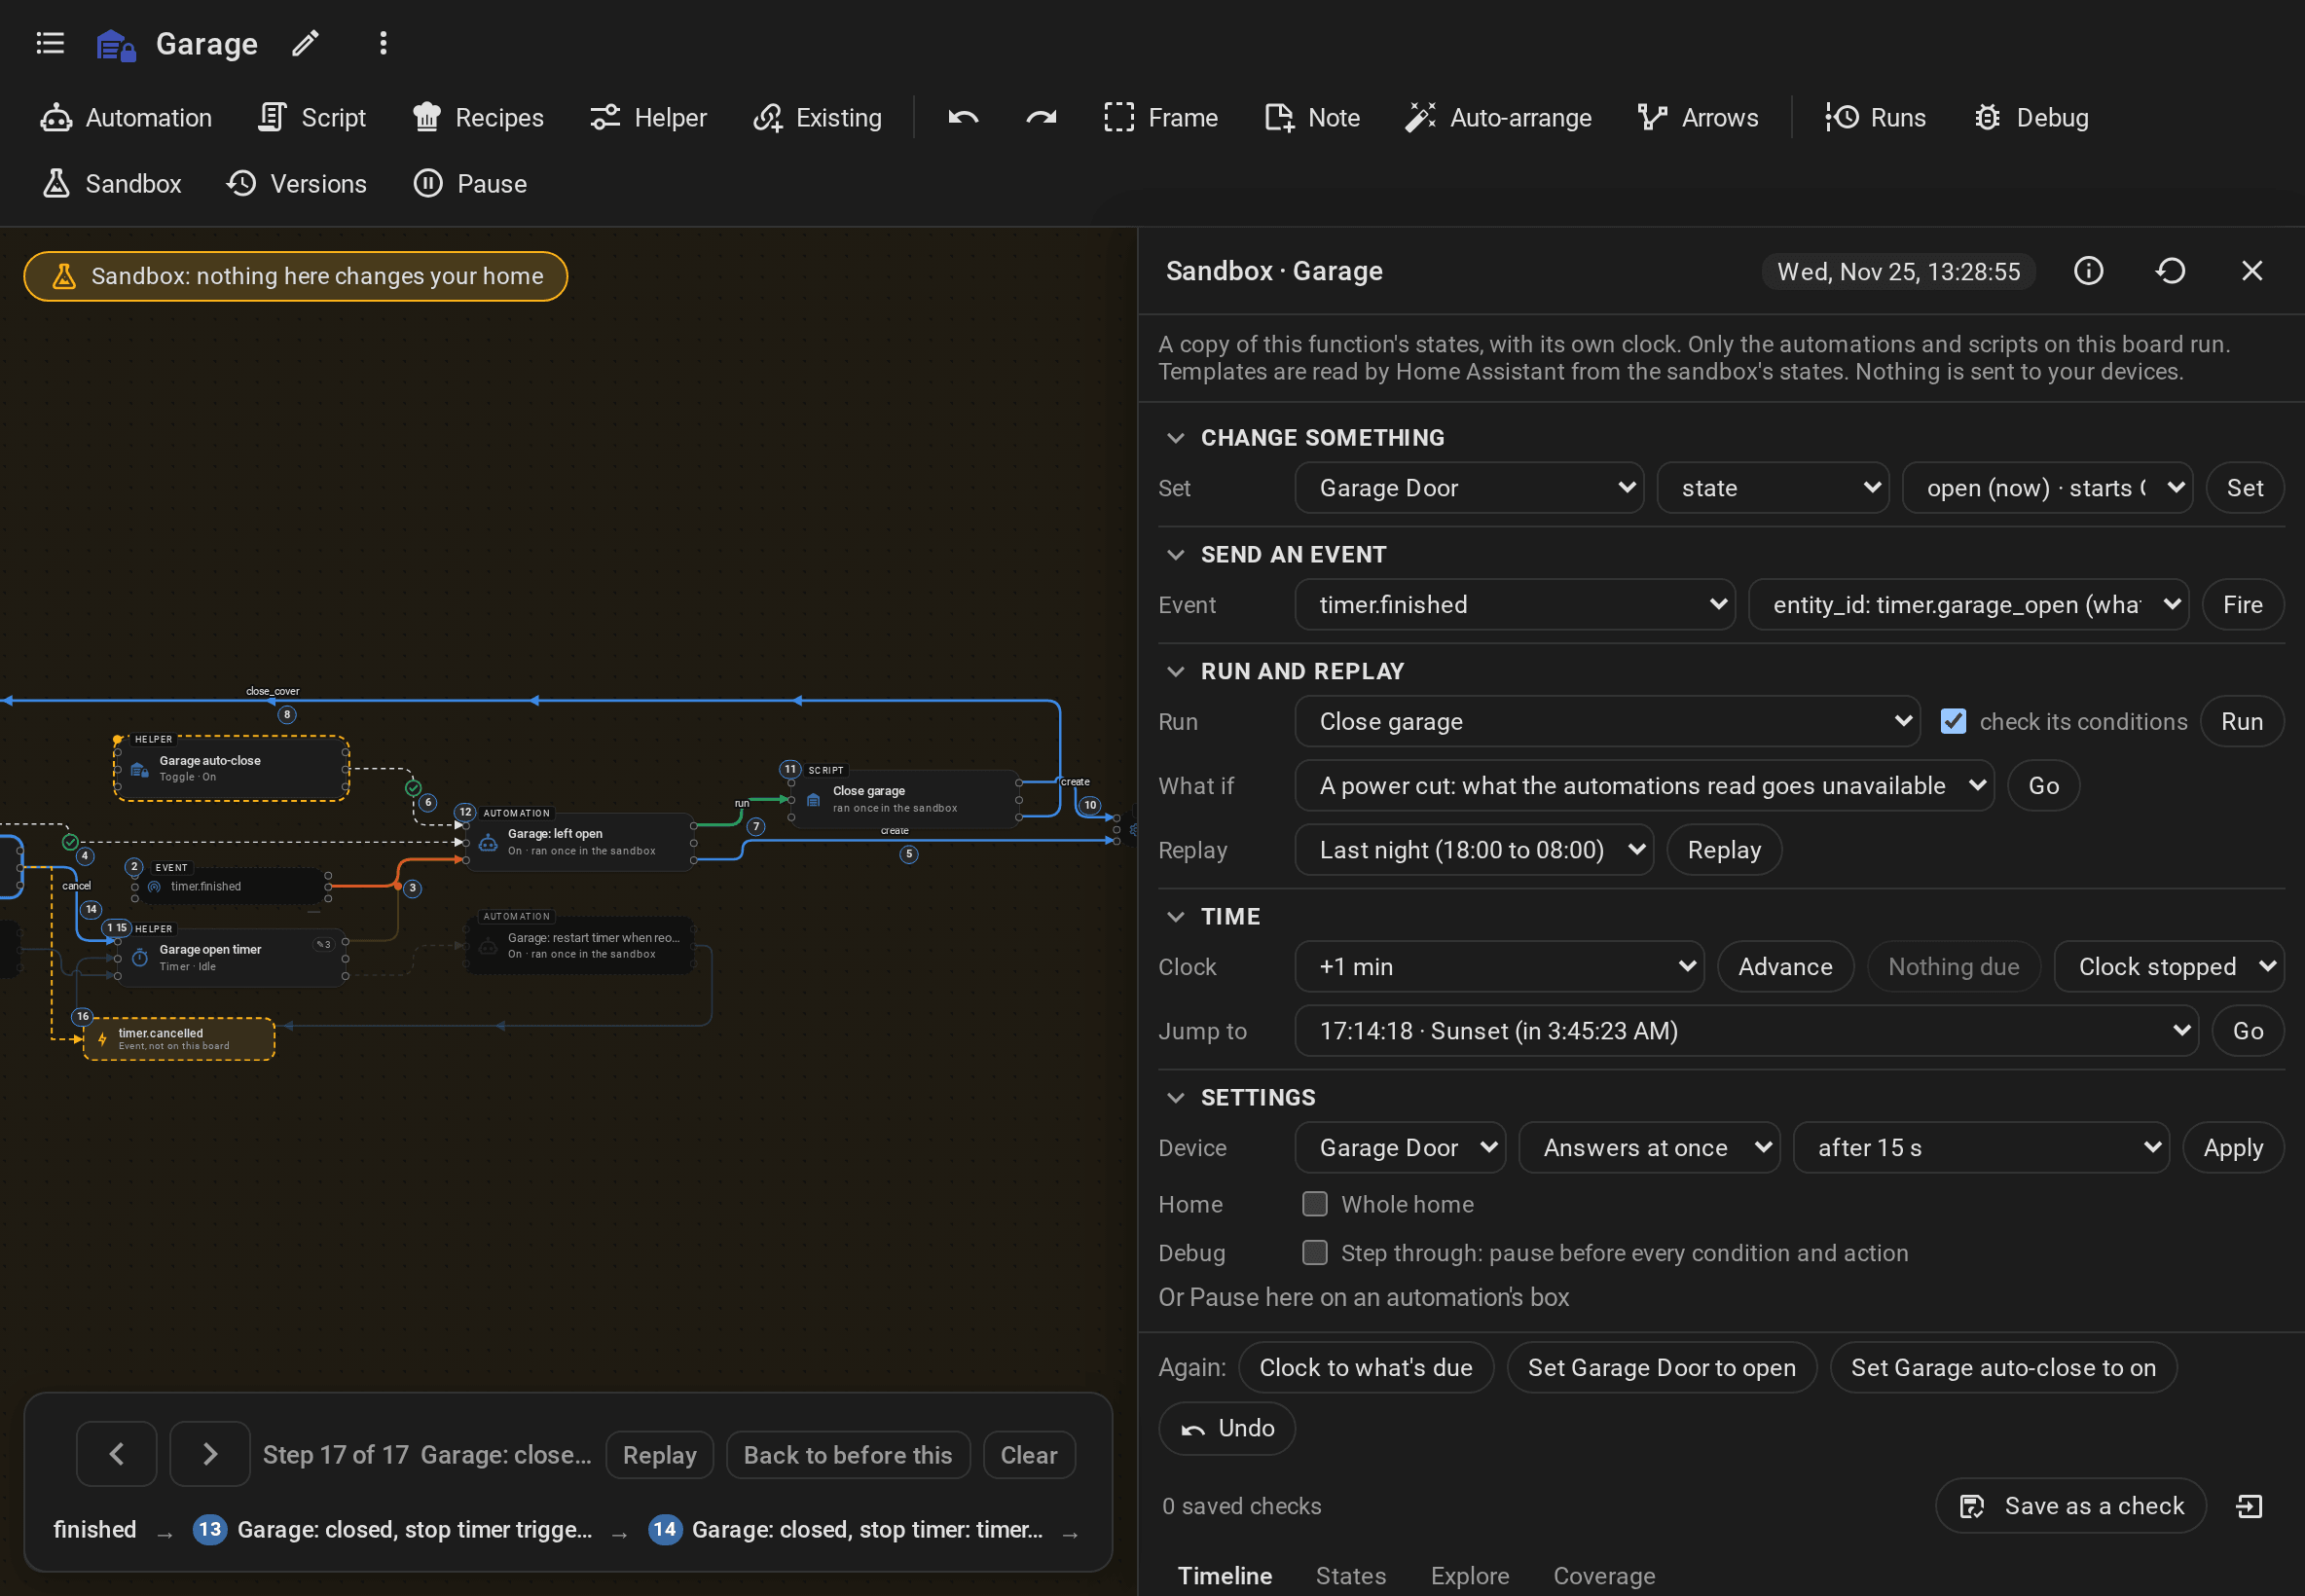 Garage
Automation Script Recipes Helper Existing Frame Note Auto-arrange Arrows Runs Debug
Sandbox Versions Pause
Sandbox: nothing here changes your home
close_cover
8
HELPER
Garage auto-close
Toggle · On
6
4
12 AUTOMATION
Garage: left open
On · ran once in the sandbox
run
7
11 SCRIPT
Close garage
ran once in the sandbox
create
10
create
5
2 EVENT
timer.finished
3
cancel
14
1 15 HELPER
Garage open timer
Timer · Idle
3
AUTOMATION
Garage: restart timer when reo...
On · ran once in the sandbox
16
timer.cancelled
Event, not on this board
Step 17 of 17 Garage: close... Replay Back to before this Clear
finished → 13 Garage: closed, stop timer trigge... → 14 Garage: closed, stop timer: timer... →
Sandbox · Garage Wed, Nov 25, 13:28:55
A copy of this function's states, with its own clock. Only the automations and scripts on this board run.
Templates are read by Home Assistant from the sandbox's states. Nothing is sent to your devices.
CHANGE SOMETHING
Set Garage Door state open (now) · starts Set
SEND AN EVENT
Event timer.finished entity_id: timer.garage_open (wha Fire
RUN AND REPLAY
Run Close garage check its conditions Run
What if A power cut: what the automations read goes unavailable Go
Replay Last night (18:00 to 08:00) Replay
TIME
Clock +1 min Advance Nothing due Clock stopped
Jump to 17:14:18 · Sunset (in 3:45:23 AM) Go
SETTINGS
Device Garage Door Answers at once after 15 s Apply
Home Whole home
Debug Step through: pause before every condition and action
Or Pause here on an automation's box
Again: Clock to what's due Set Garage Door to open Set Garage auto-close to on
Undo
0 saved checks Save as a check
Timeline States Explore Coverage